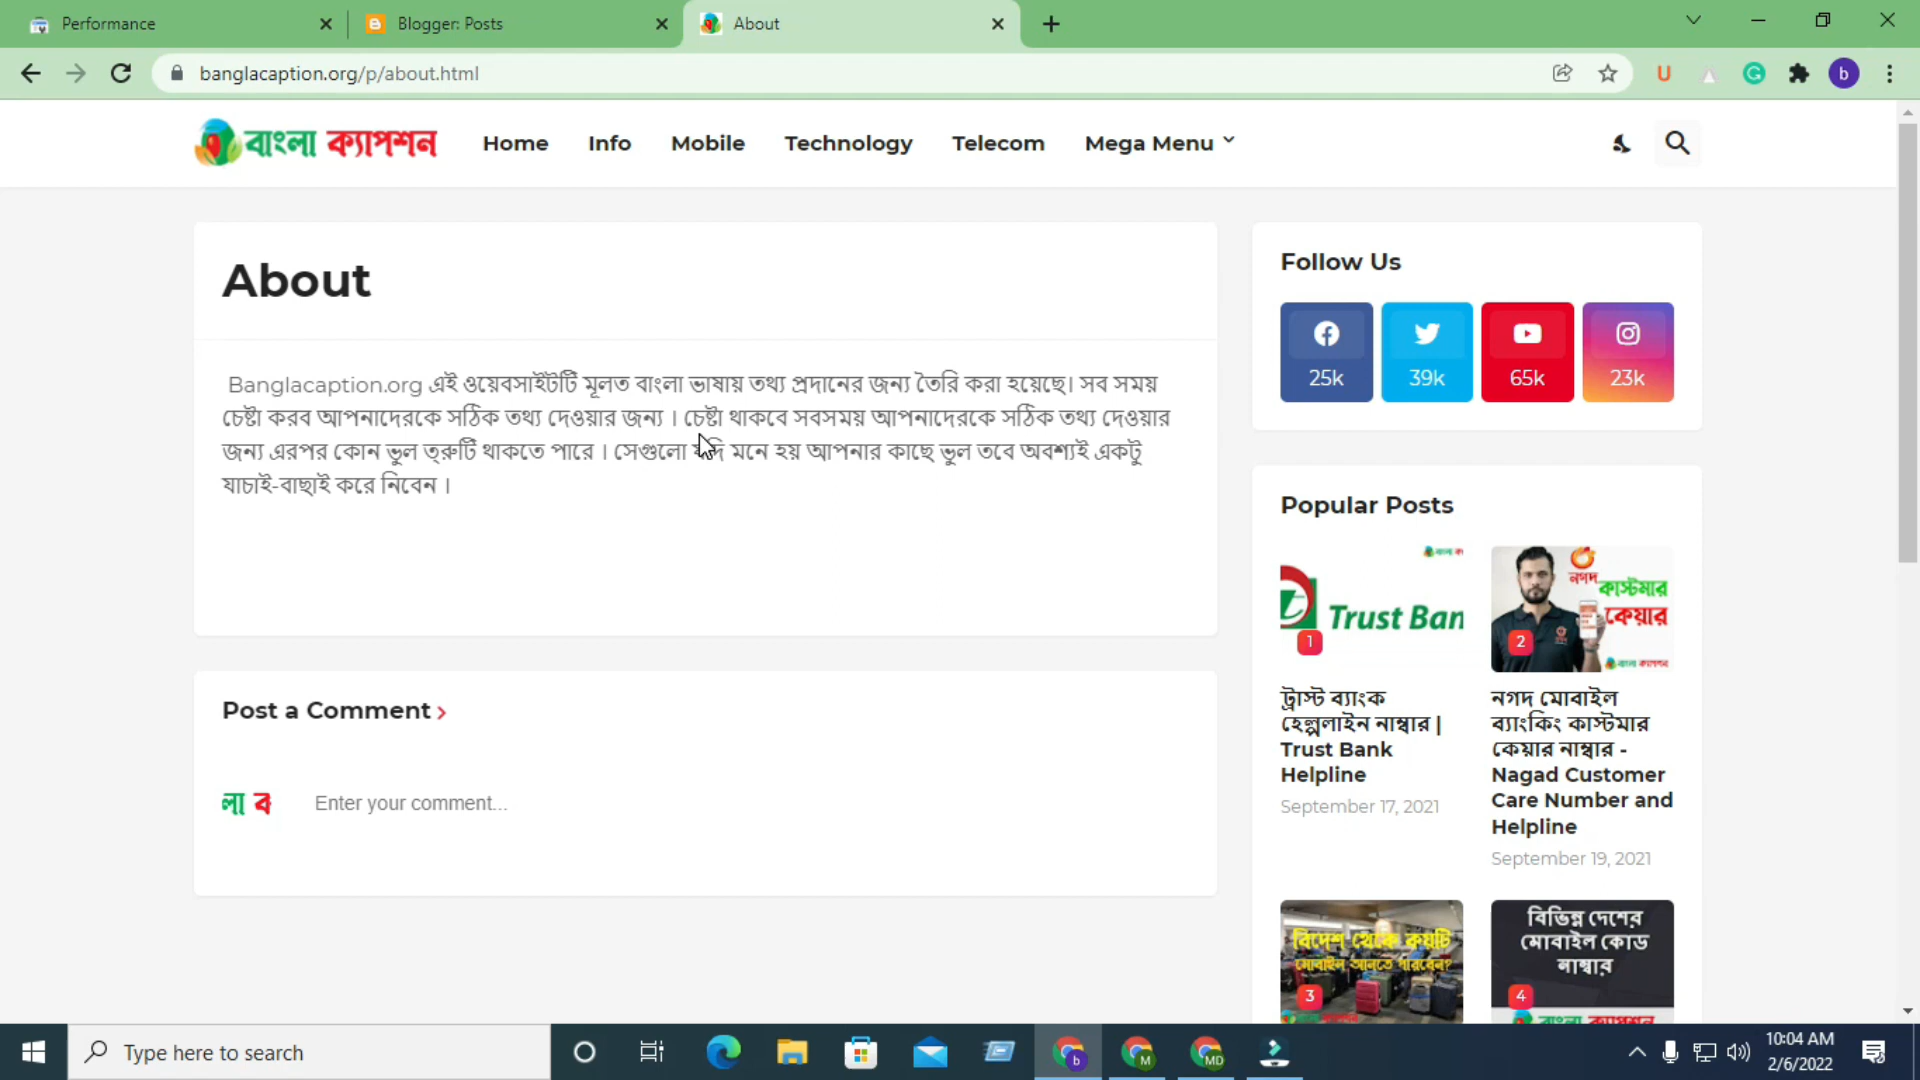 Performance
Blogger: Posts
About
banglacaption.org/p/about.html
b
বাংলা ক্যাপশন
Home
Info
Mobile
Technology
Telecom
Mega Menu
About
Banglacaption.org এই ওয়েবসাইটটি মূলত বাংলা ভাষায় তথ্য প্রদানের জন্য তৈরি করা হয়েছে। সব সময়
চেষ্টা করব আপনাদেরকে সঠিক তথ্য দেওয়ার জন্য । চেষ্টা থাকবে সবসময় আপনাদেরকে সঠিক তথ্য দেওয়ার
জন্য এরপর কোন ভুল ত্রুটি থাকতে পারে । সেগুলো যদি মনে হয় আপনার কাছে ভুল তবে অবশ্যই একটু
যাচাই-বাছাই করে নিবেন ।
Post a Comment
লা ব
Enter your comment...
Follow Us
25k
39k
65k
23k
Popular Posts
Trust Ban
1
নগদ
কাস্টমার
কেয়ার
2
বাংলা ক্যাপশন
ট্রাস্ট ব্যাংক
হেল্পলাইন নাম্বার |
Trust Bank
Helpline
September 17, 2021
নগদ মোবাইল
ব্যাংকিং কাস্টমার
কেয়ার নাম্বার -
Nagad Customer
Care Number and
Helpline
September 19, 2021
বিদেশ থেকে কয়টি
মোবাইল আনতে পারবেন?
3
বিভিন্ন দেশের
মোবাইল কোড
নাম্বার
4
Type here to search
b
M
MD
10:04 AM
2/6/2022